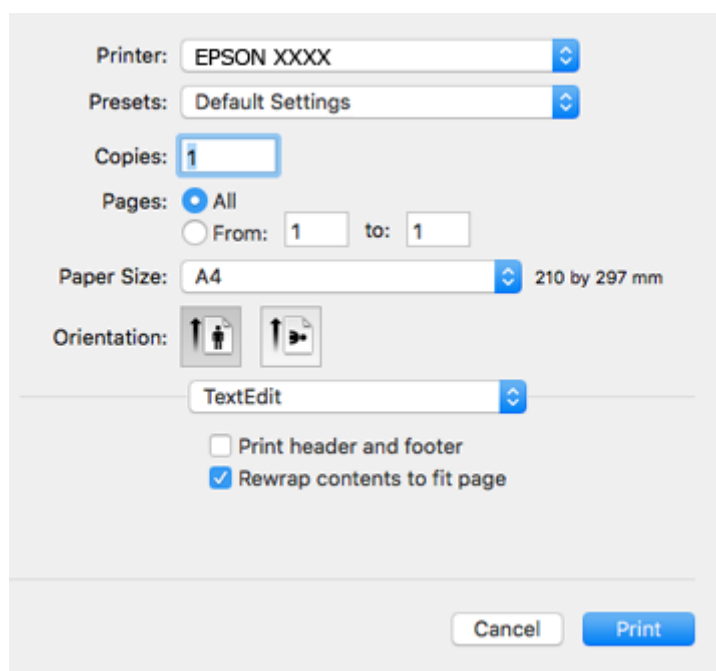 Printer: EPSON XXXX
Presets: Default Settings
Copies: 1
Pages: All
From: 1 to: 1
Paper Size: A4 210 by 297 mm
Orientation:
TextEdit
Print header and footer
Rewrap contents to fit page
Cancel Print